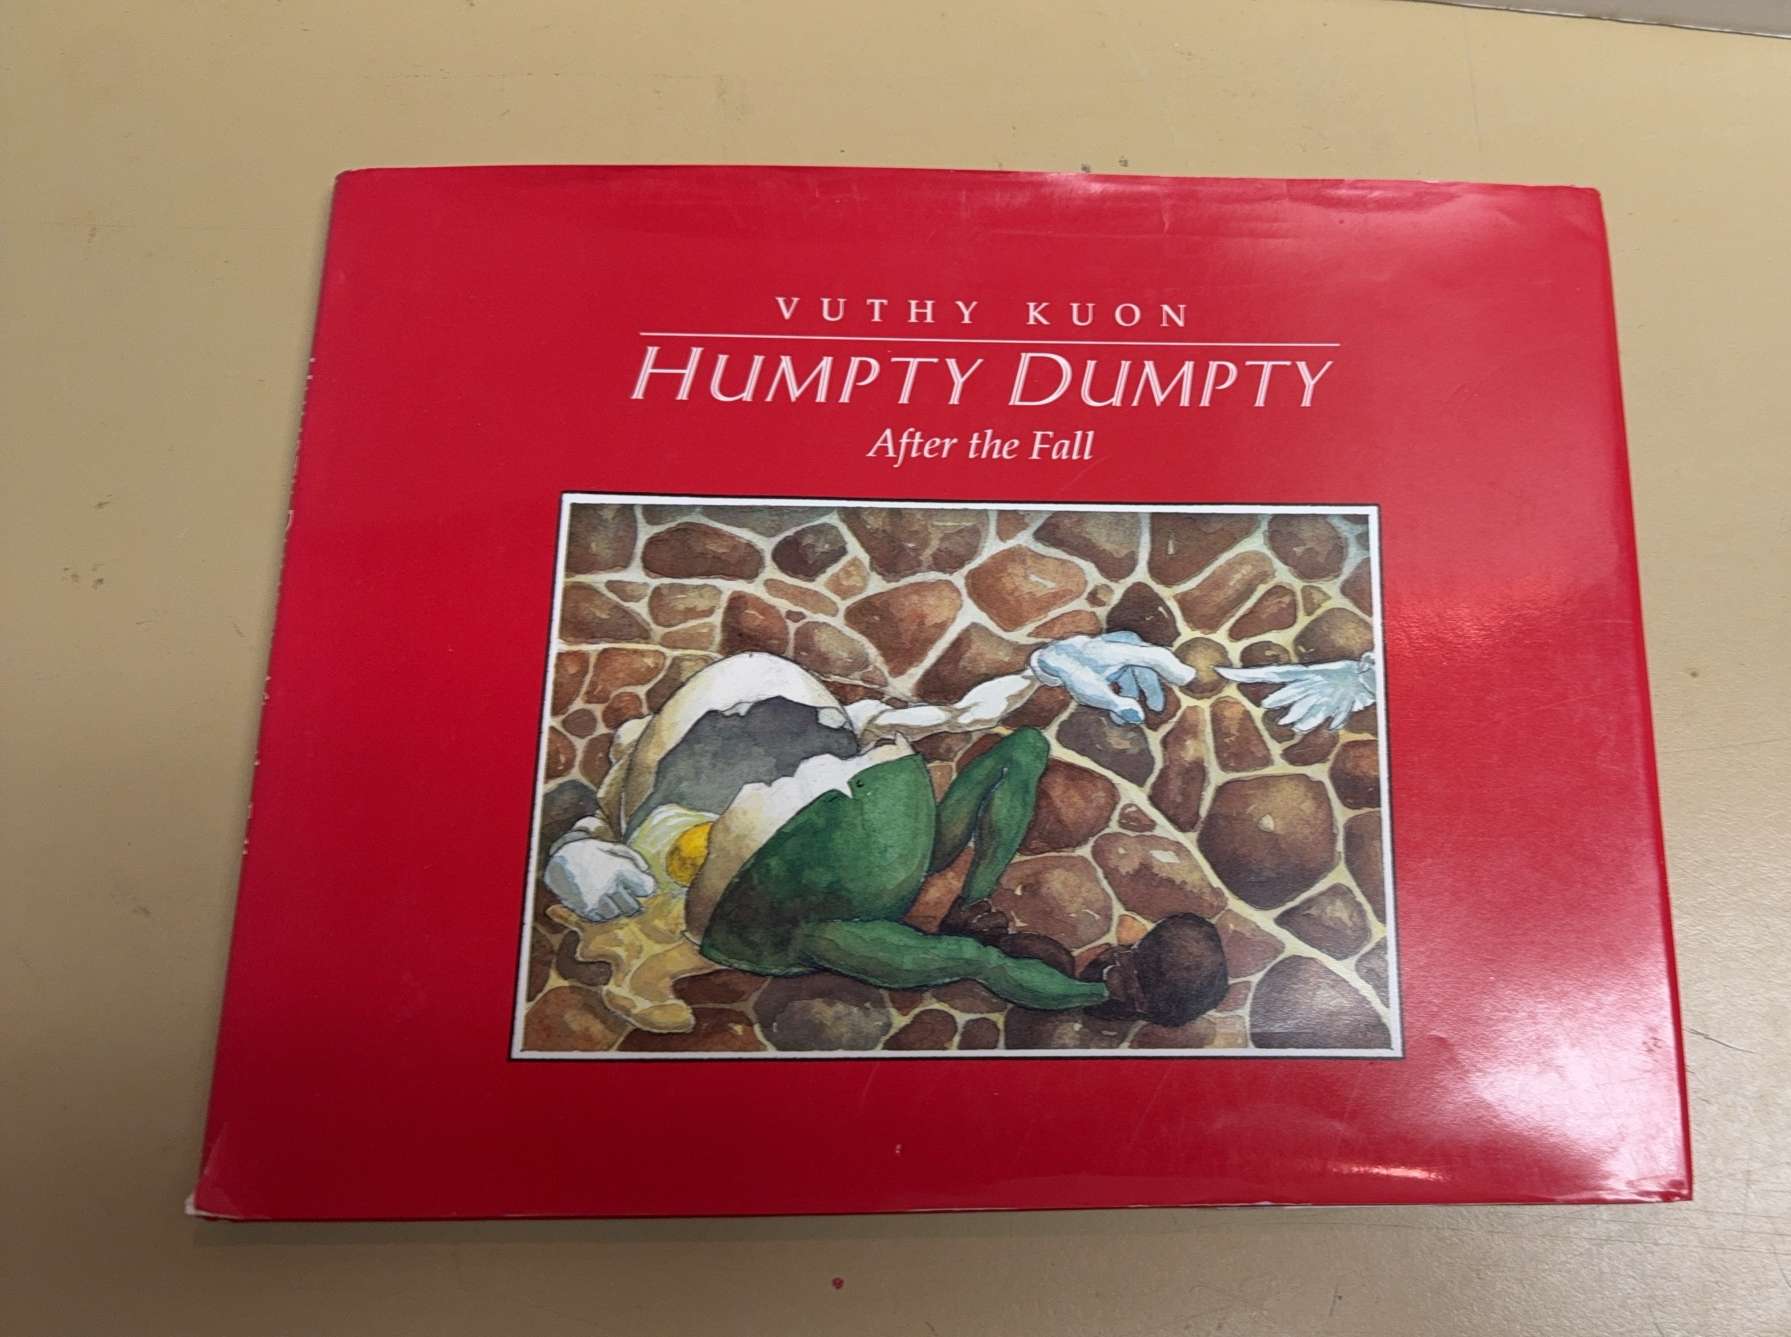 VUTHY KUON
HUMPTY DUMPTY
After the Fall